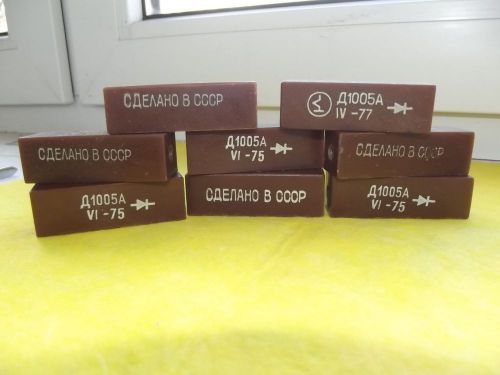 СДЕЛАНО В СССР
Д1005А
IV -77
СДЕЛАНО В СССР
Д1005А
VI -75
СДЕЛАНО В СССР
Д1005А
VI -75
СДЕЛАНО В СССР
Д1005А
VI -75